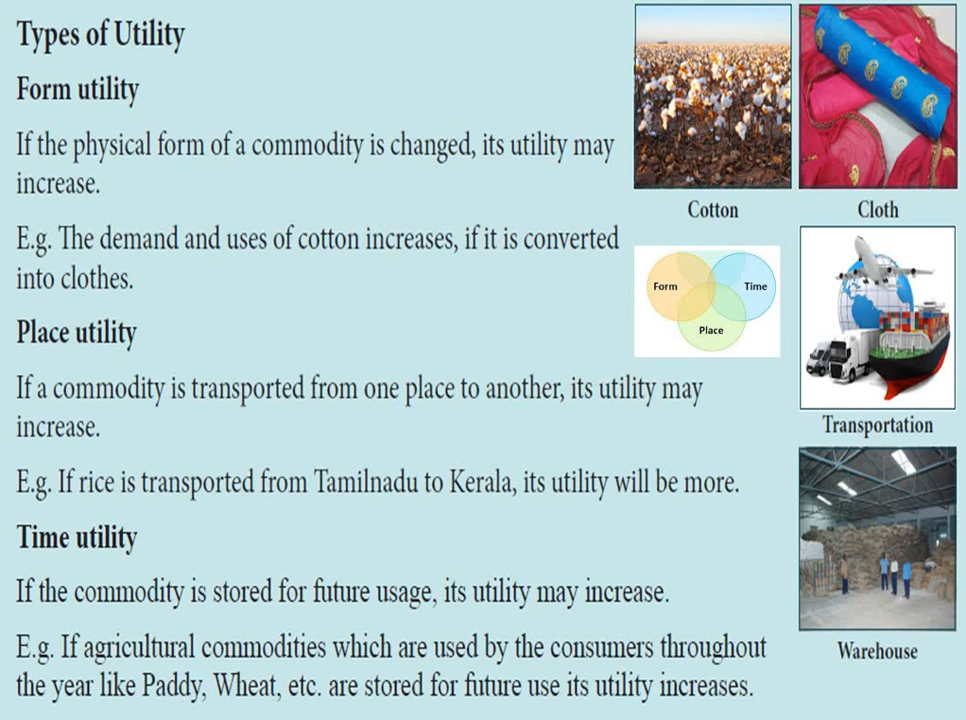 Types of Utility
Form utility
If the physical form of a commodity is changed, its utility may
increase.
E.g. The demand and uses of cotton increases, if it is converted
into clothes.
Place utility
If a commodity is transported from one place to another, its utility may
increase.
E.g. If rice is transported from Tamilnadu to Kerala, its utility will be more.
Time utility
If the commodity is stored for future usage, its utility may increase.
E.g. If agricultural commodities which are used by the consumers throughout
the year like Paddy, Wheat, etc. are stored for future use its utility increases.
Cotton
Cloth
Form
Time
Place
Transportation
Warehouse